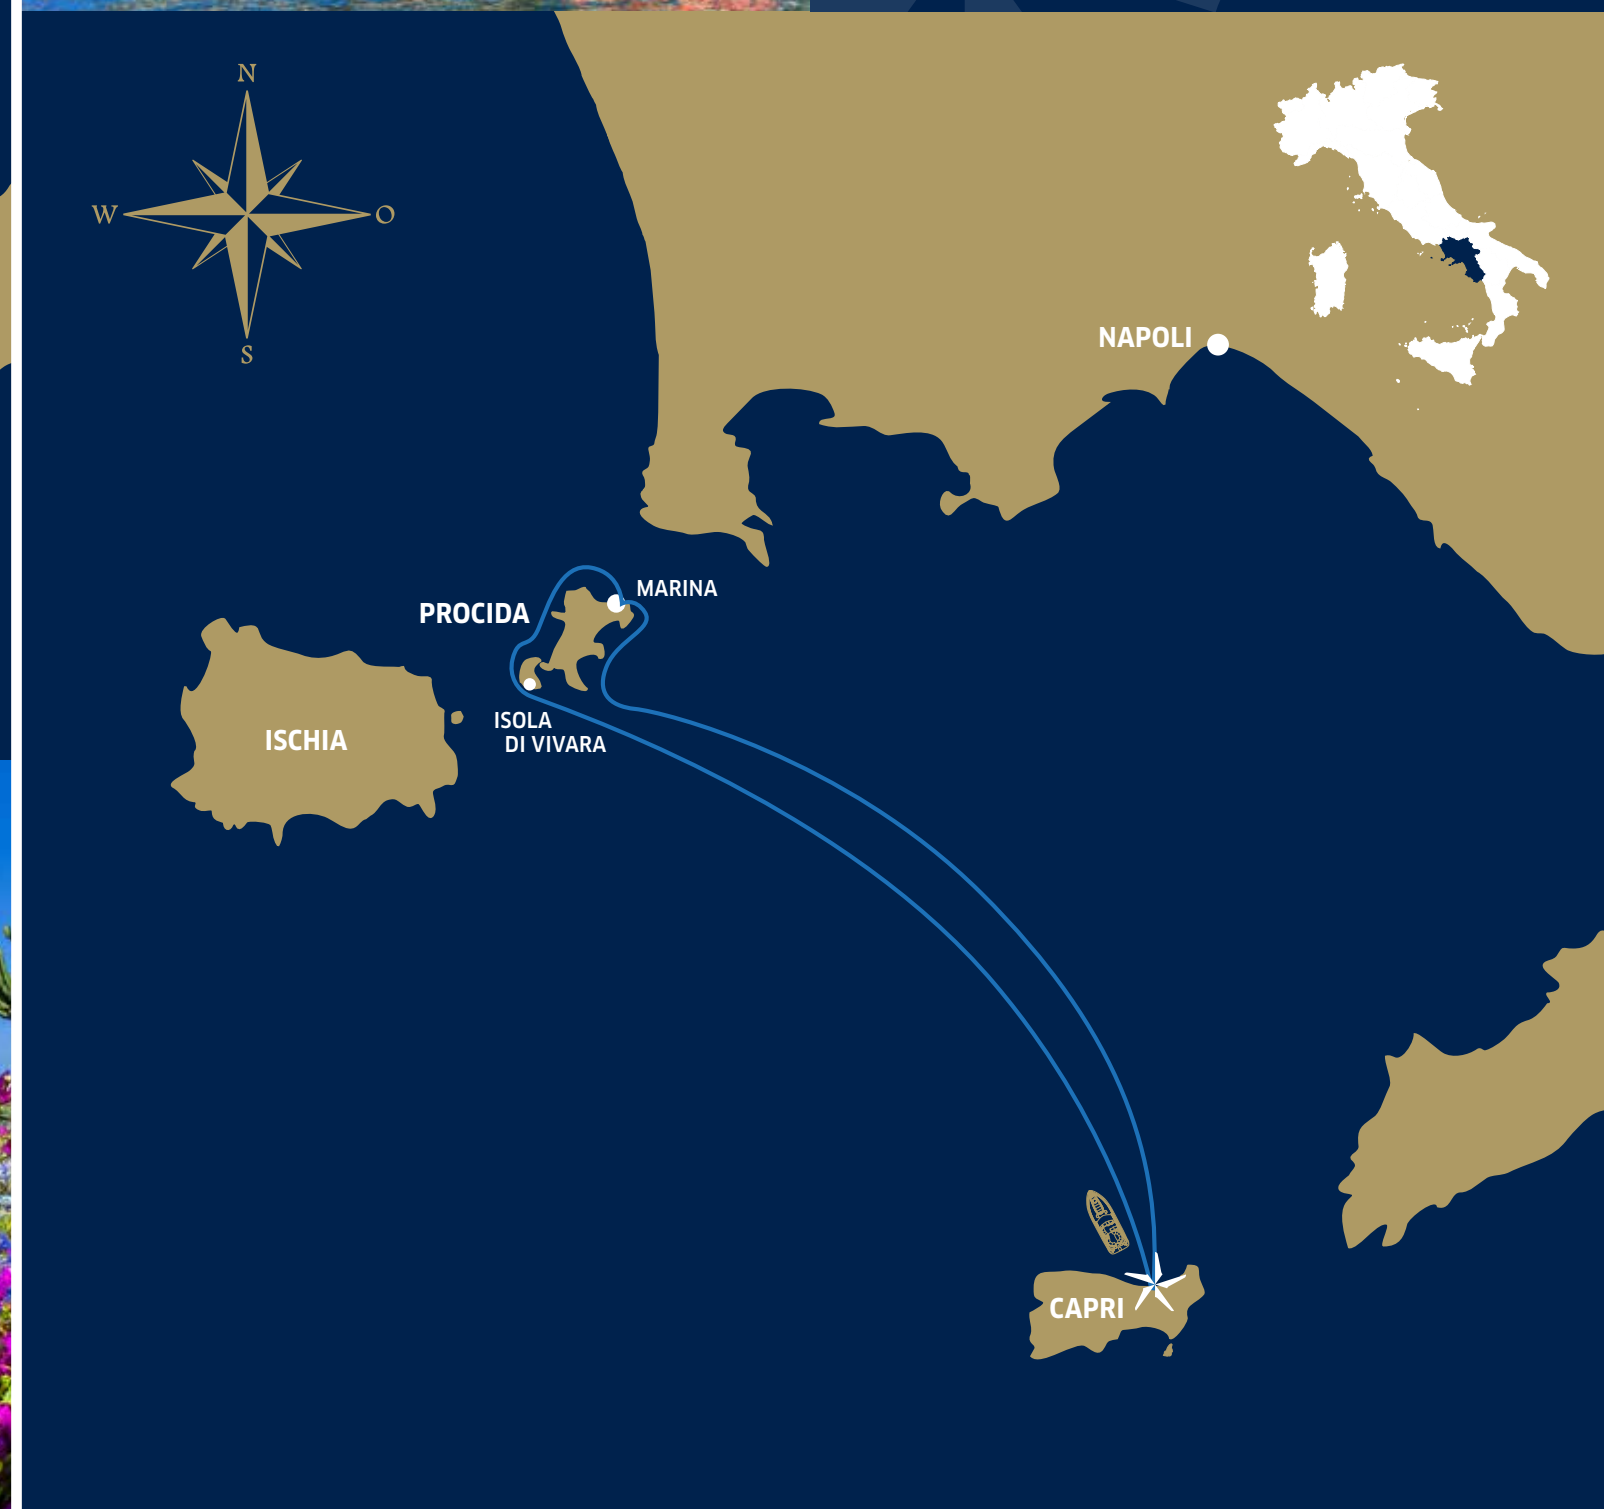 N
W
O
S
NAPOLI
MARINA
PROCIDA
ISOLA
DI VIVARA
ISCHIA
CAPRI